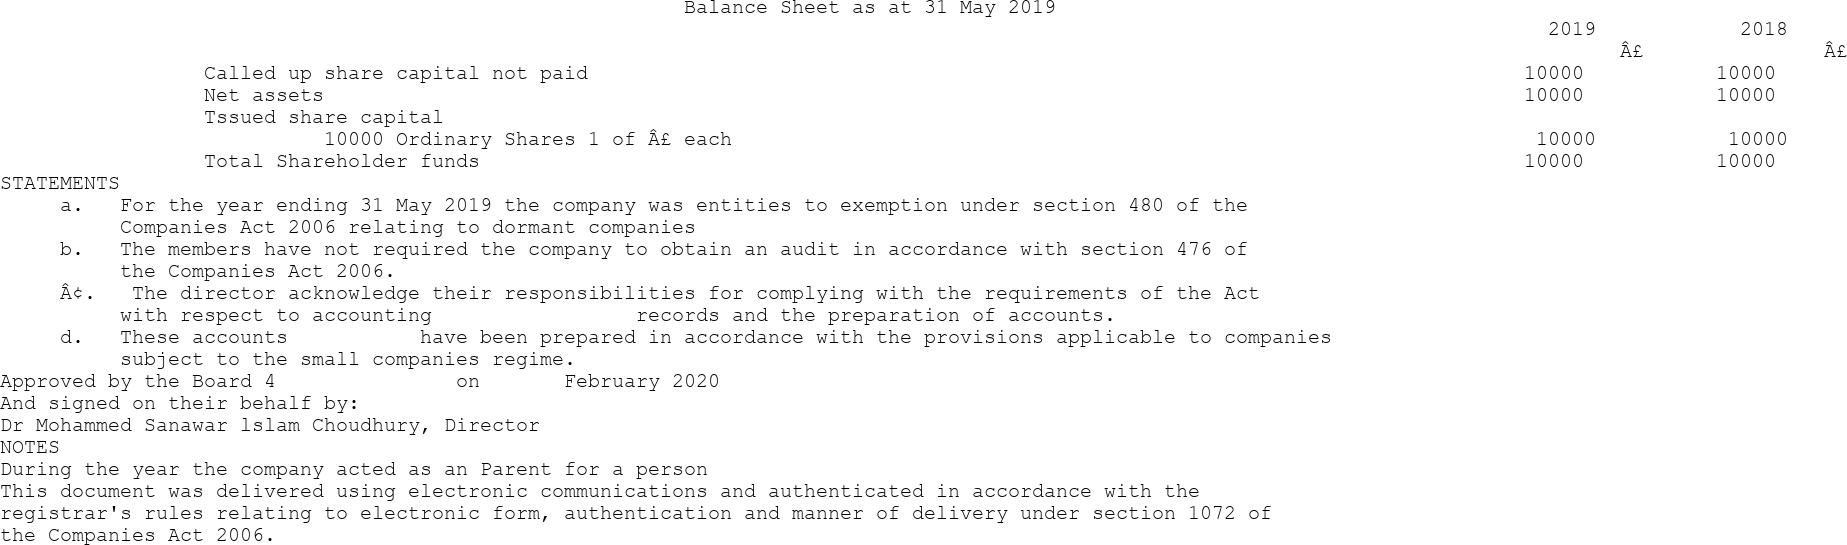 Balance Sheet as at 31 May 2019
2019 2018
Â£ Â£
Called up share capital not paid 10000 10000
Net assets 10000 10000
Tssued share capital
10000 Ordinary Shares 1 of Â£ each 10000 10000
Total Shareholder funds 10000 10000
STATEMENTS
a. For the year ending 31 May 2019 the company was entities to exemption under section 480 of the
Companies Act 2006 relating to dormant companies
b. The members have not required the company to obtain an audit in accordance with section 476 of
the Companies Act 2006.
Â¢. The director acknowledge their responsibilities for complying with the requirements of the Act
with respect to accounting records and the preparation of accounts.
d. These accounts have been prepared in accordance with the provisions applicable to companies
subject to the small companies regime.
Approved by the Board 4 on February 2020
And signed on their behalf by:
Dr Mohammed Sanawar lslam Choudhury, Director
NOTES
During the year the company acted as an Parent for a person
This document was delivered using electronic communications and authenticated in accordance with the
registrar's rules relating to electronic form, authentication and manner of delivery under section 1072 of
the Companies Act 2006.